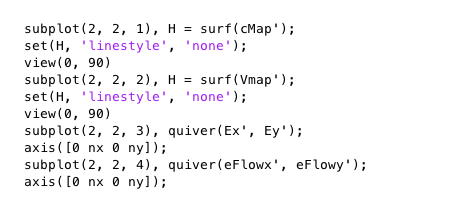 subplot(2, 2, 1), H = surf(cMap');
set(H, 'linestyle', 'none');
view(0, 90)
subplot(2, 2, 2), H = surf(Vmap');
set(H, 'linestyle', 'none');
view(0, 90)
subplot(2, 2, 3), quiver(Ex', Ey');
axis([0 nx 0 ny]);
subplot(2, 2, 4), quiver(eFlowx', eFlowy');
axis([0 nx 0 ny]);